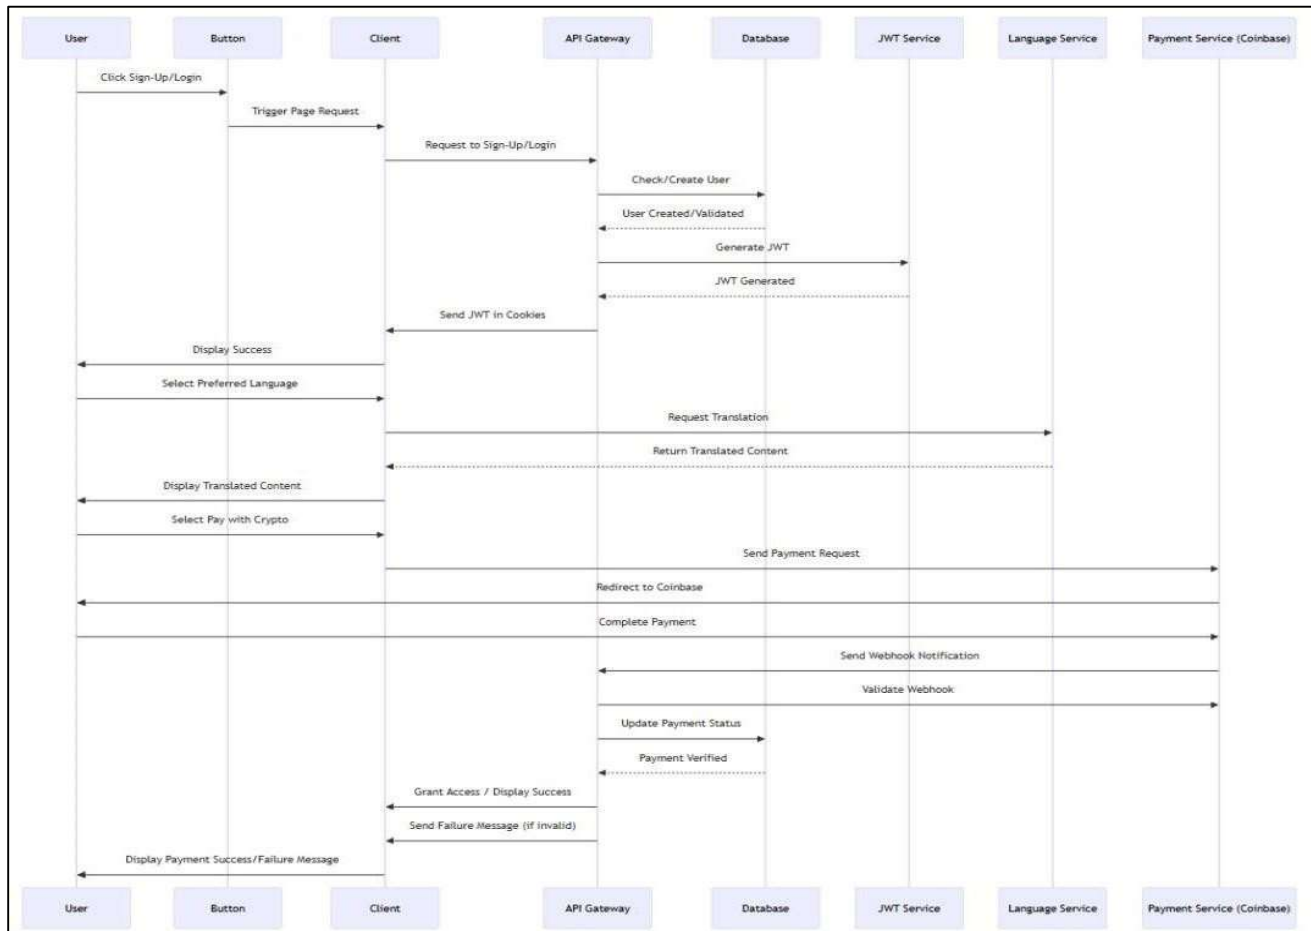 User
Button
Client
API Gateway
Database
JWT Service
Language Service
Payment Service (Coinbase)
Click Sign-Up/Login
Trigger Page Request
Request to Sign-Up/Login
Check/Create User
User Created/Validated
Generate JWT
JWT Generated
Send JWT in Cookies
Display Success
Select Preferred Language
Request Translation
Return Translated Content
Display Translated Content
Select Pay with Crypto
Send Payment Request
Redirect to Coinbase
Complete Payment
Send Webhook Notification
Validate Webhook
Update Payment Status
Payment Verified
Grant Access / Display Success
Send Failure Message (if invalid)
Display Payment Success/Failure Message
User
Button
Client
API Gateway
Database
JWT Service
Language Service
Payment Service (Coinbase)